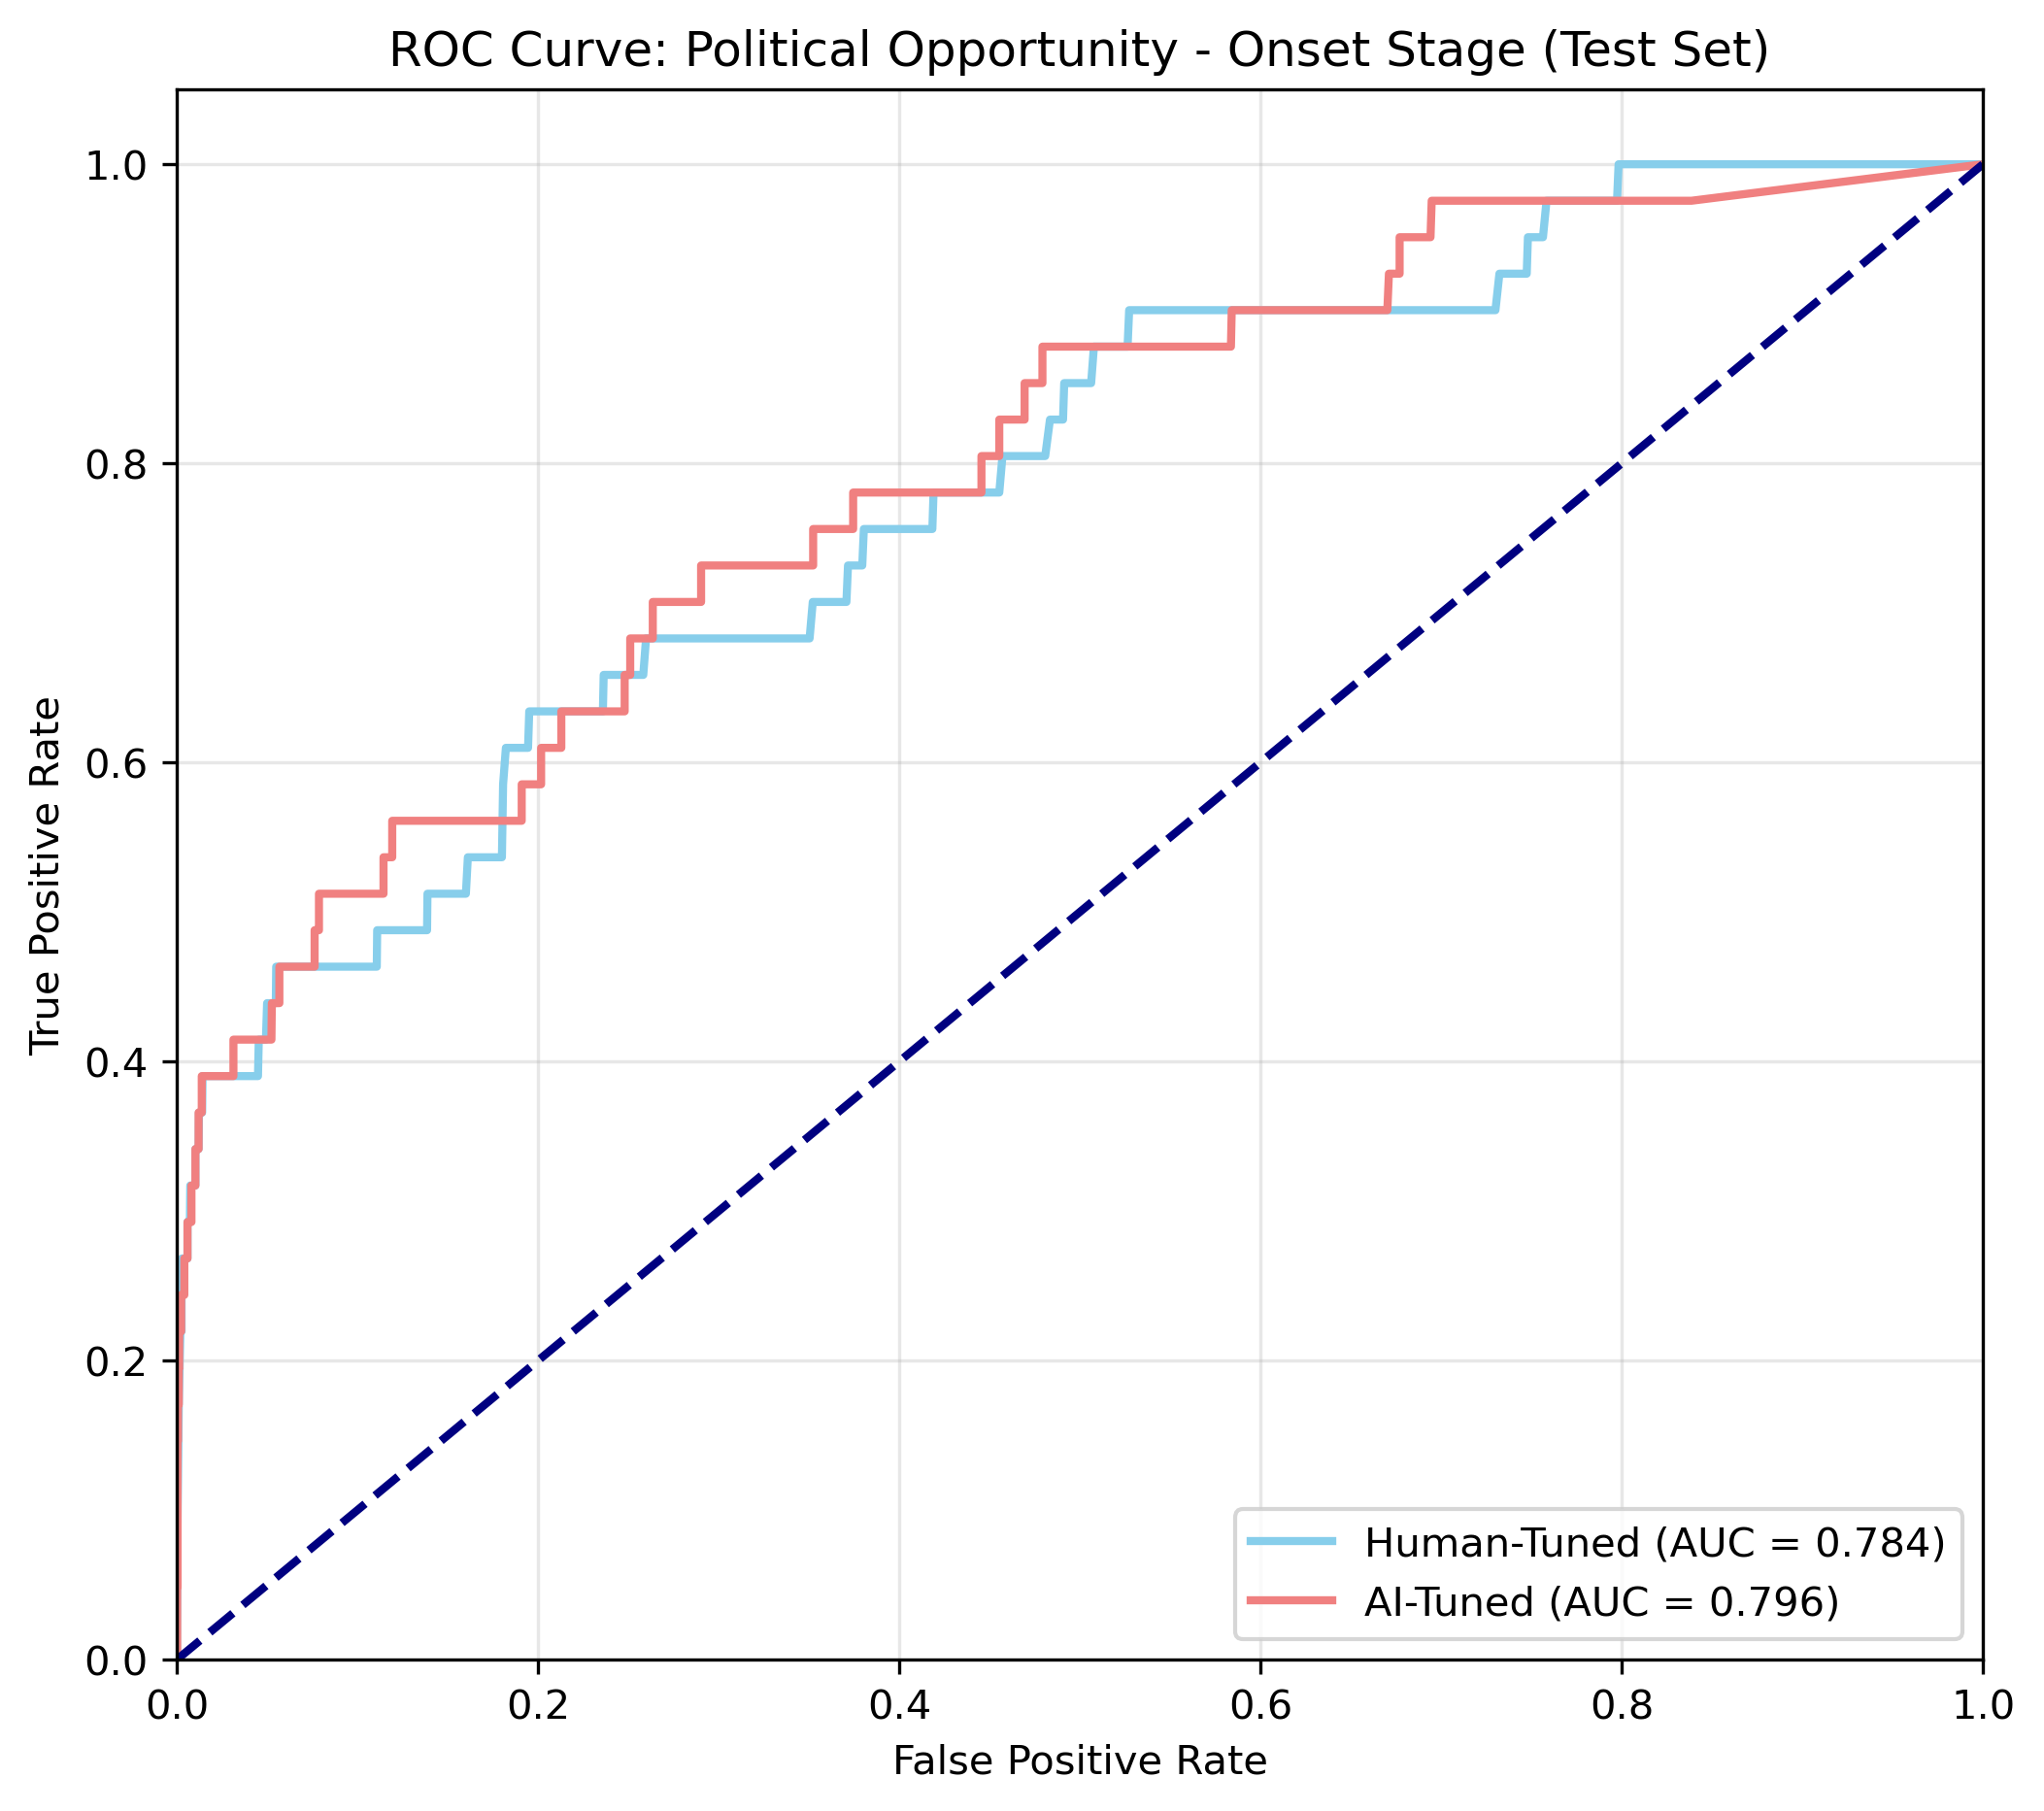 ROC Curve: Political Opportunity - Onset Stage (Test Set)
True Positive Rate
1.0
0.8
0.6
0.4
0.2
0.0
0.0 0.2 0.4 0.6 0.8 1.0
False Positive Rate
Human-Tuned (AUC = 0.784)
AI-Tuned (AUC = 0.796)